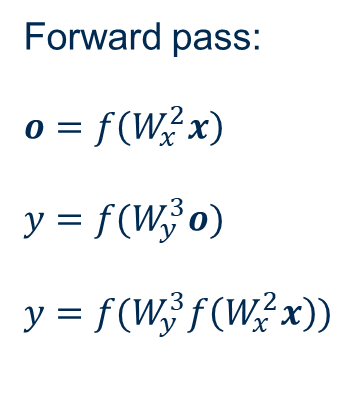 Forward pass:
𝒐 = f(W_x^2 𝒙)
y = f(W_y^3 𝒐)
y = f(W_y^3 f(W_x^2 𝒙))